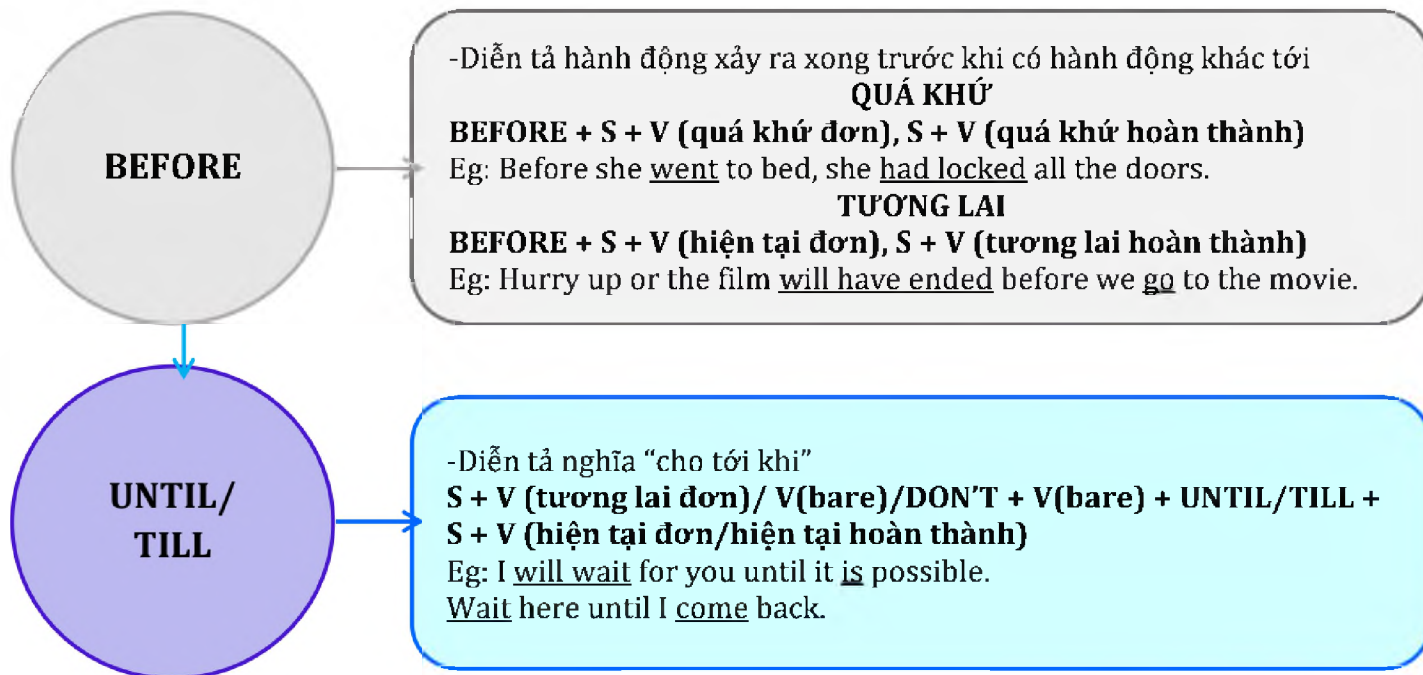 BEFORE
-Diễn tả hành động xảy ra xong trước khi có hành động khác tới
QUÁ KHỨ
BEFORE + S + V (quá khứ đơn), S + V (quá khứ hoàn thành)
Eg: Before she went to bed, she had locked all the doors.
TƯƠNG LAI
BEFORE + S + V (hiện tại đơn), S + V (tương lai hoàn thành)
Eg: Hurry up or the film will have ended before we go to the movie.
UNTIL/
TILL
-Diễn tả nghĩa “cho tới khi”
S + V (tương lai đơn)/ V(bare)/DON’T + V(bare) + UNTIL/TILL +
S + V (hiện tại đơn/hiện tại hoàn thành)
Eg: I will wait for you until it is possible.
Wait here until I come back.